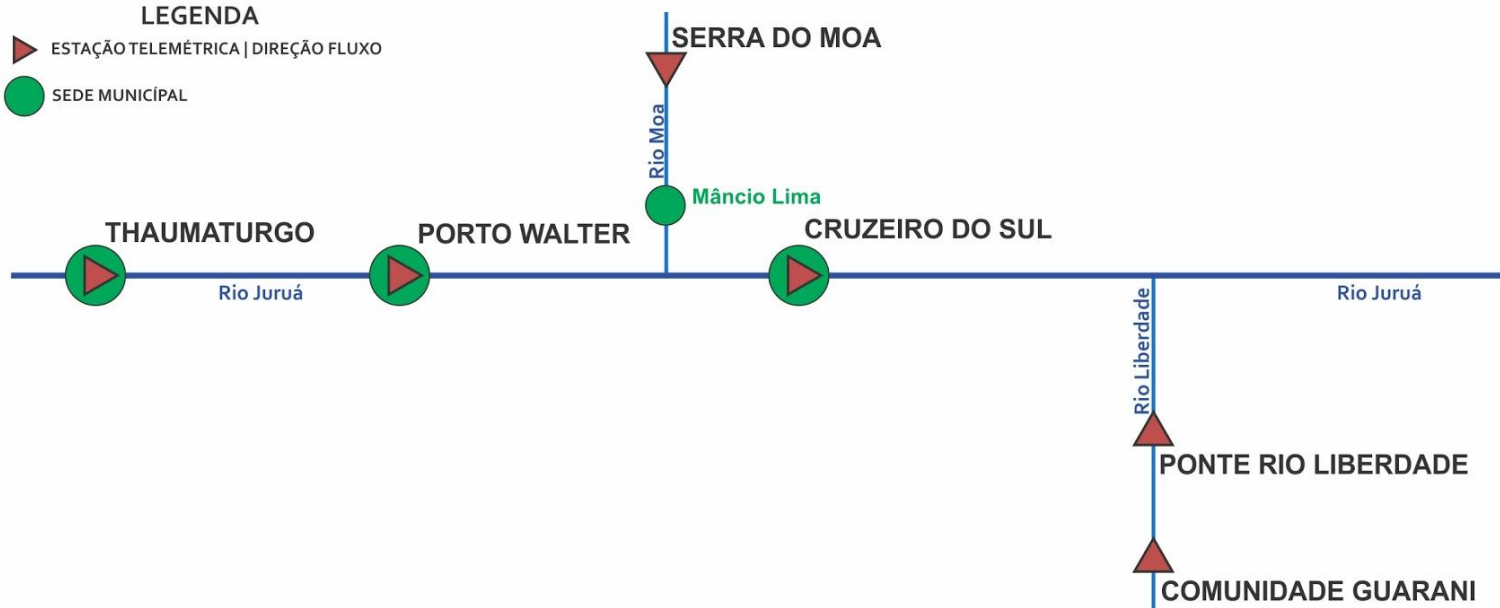 LEGENDA
ESTAÇÃO TELEMÉTRICA | DIREÇÃO FLUXO
SEDE MUNICÍPAL
SERRA DO MOA
Rio Moa
Mâncio Lima
THAUMATURGO
PORTO WALTER
CRUZEIRO DO SUL
Rio Juruá
Rio Juruá
Rio Liberdade
PONTE RIO LIBERDADE
COMUNIDADE GUARANI